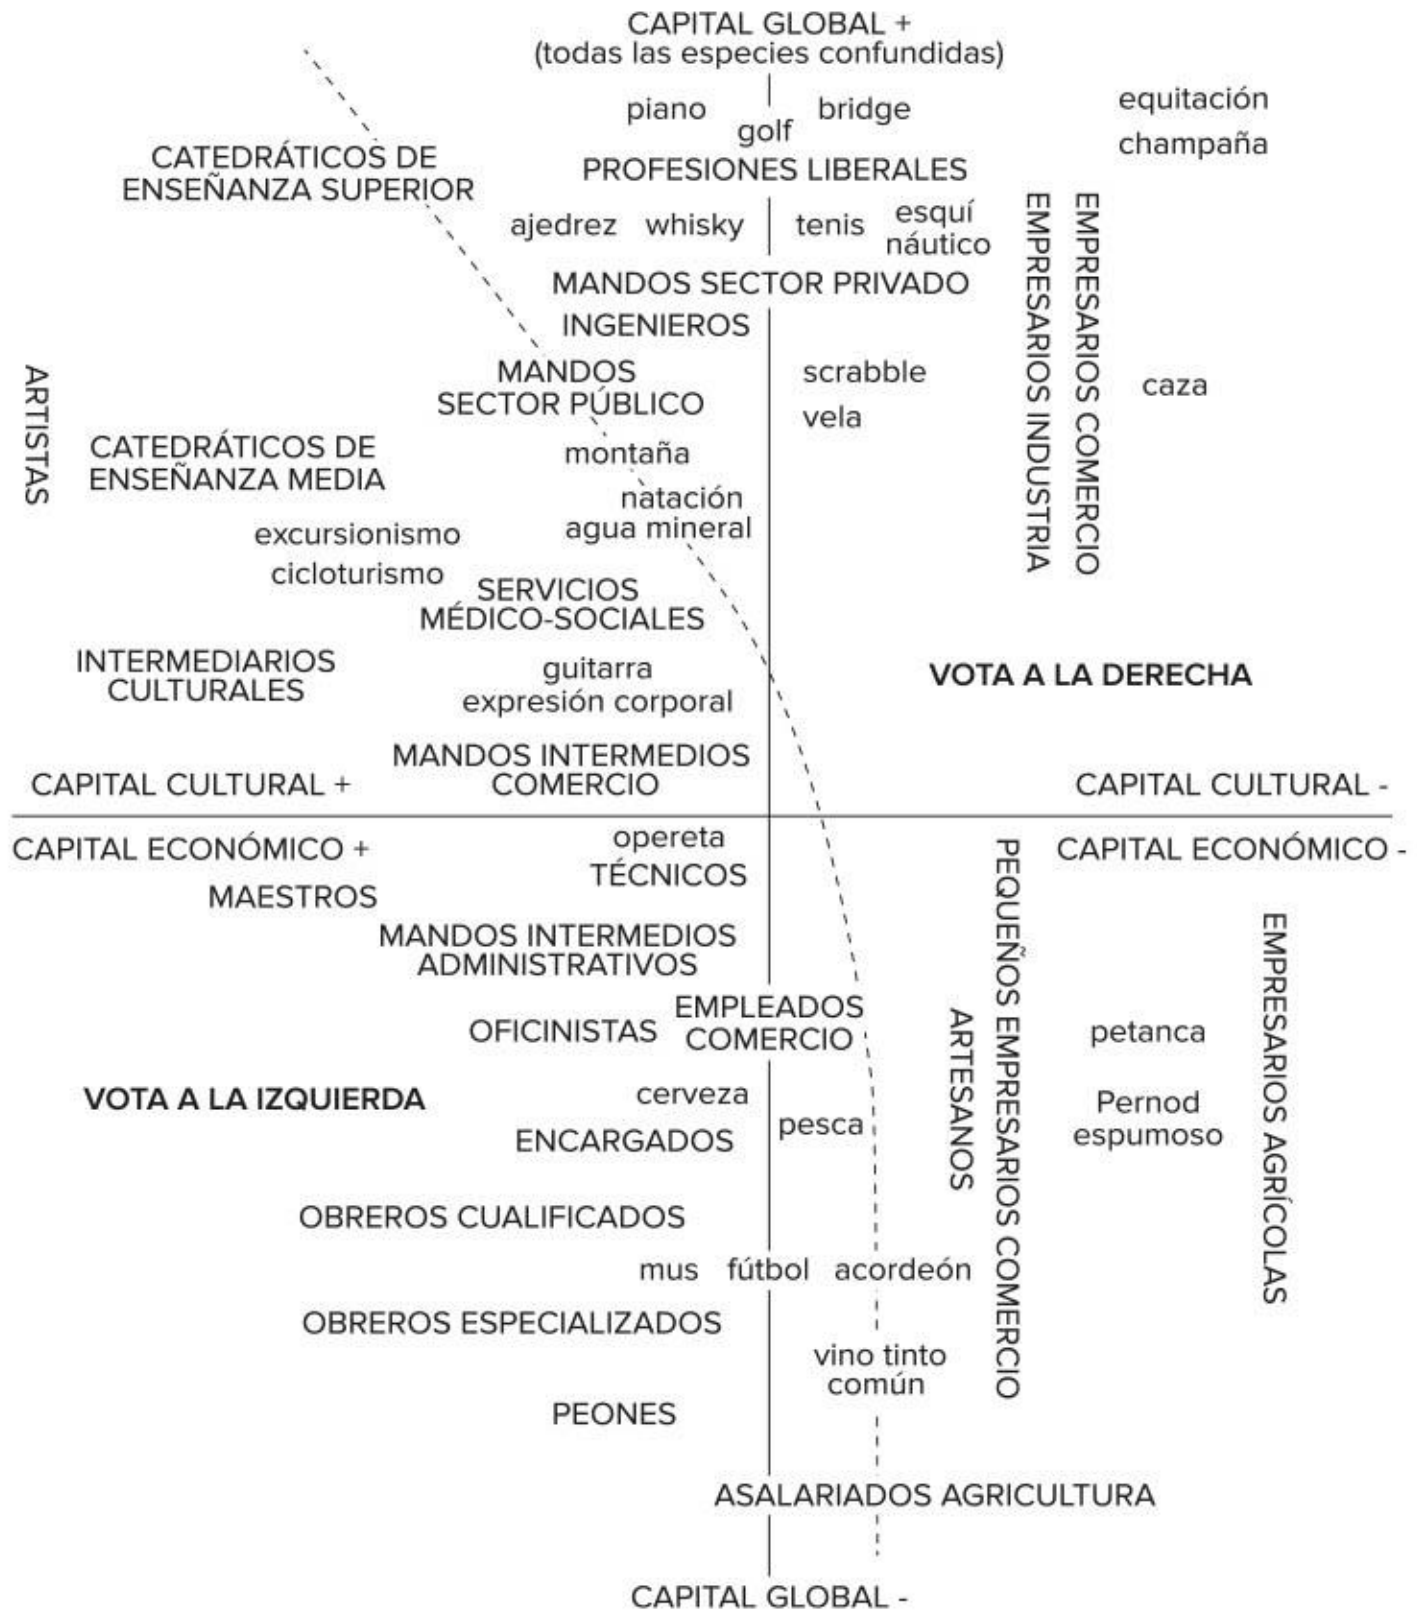 CAPITAL GLOBAL +
(todas las especies confundidas)
piano
bridge
golf
equitación
champaña
CATEDRÁTICOS DE
ENSEÑANZA SUPERIOR
PROFESIONES LIBERALES
ajedrez
whisky
tenis
esquí
náutico
MANDOS SECTOR PRIVADO
INGENIEROS
EMPRESARIOS INDUSTRIA
EMPRESARIOS COMERCIO
ARTISTAS
MANDOS
SECTOR PÚBLICO
scrabble
vela
caza
CATEDRÁTICOS DE
ENSEÑANZA MEDIA
montaña
natación
agua mineral
excursionismo
cicloturismo
SERVICIOS
MÉDICO-SOCIALES
INTERMEDIARIOS
CULTURALES
guitarra
expresión corporal
VOTA A LA DERECHA
MANDOS INTERMEDIOS
COMERCIO
CAPITAL CULTURAL +
CAPITAL CULTURAL -
CAPITAL ECONÓMICO +
opereta
TÉCNICOS
CAPITAL ECONÓMICO -
MAESTROS
MANDOS INTERMEDIOS
ADMINISTRATIVOS
PEQUEÑOS EMPRESARIOS COMERCIO
EMPRESARIOS AGRÍCOLAS
OFICINISTAS
EMPLEADOS
COMERCIO
ARTESANOS
petanca
VOTA A LA IZQUIERDA
cerveza
pesca
Pernod
espumoso
ENCARGADOS
OBREROS CUALIFICADOS
mus
fútbol
acordeón
OBREROS ESPECIALIZADOS
vino tinto
común
PEONES
ASALARIADOS AGRICULTURA
CAPITAL GLOBAL -